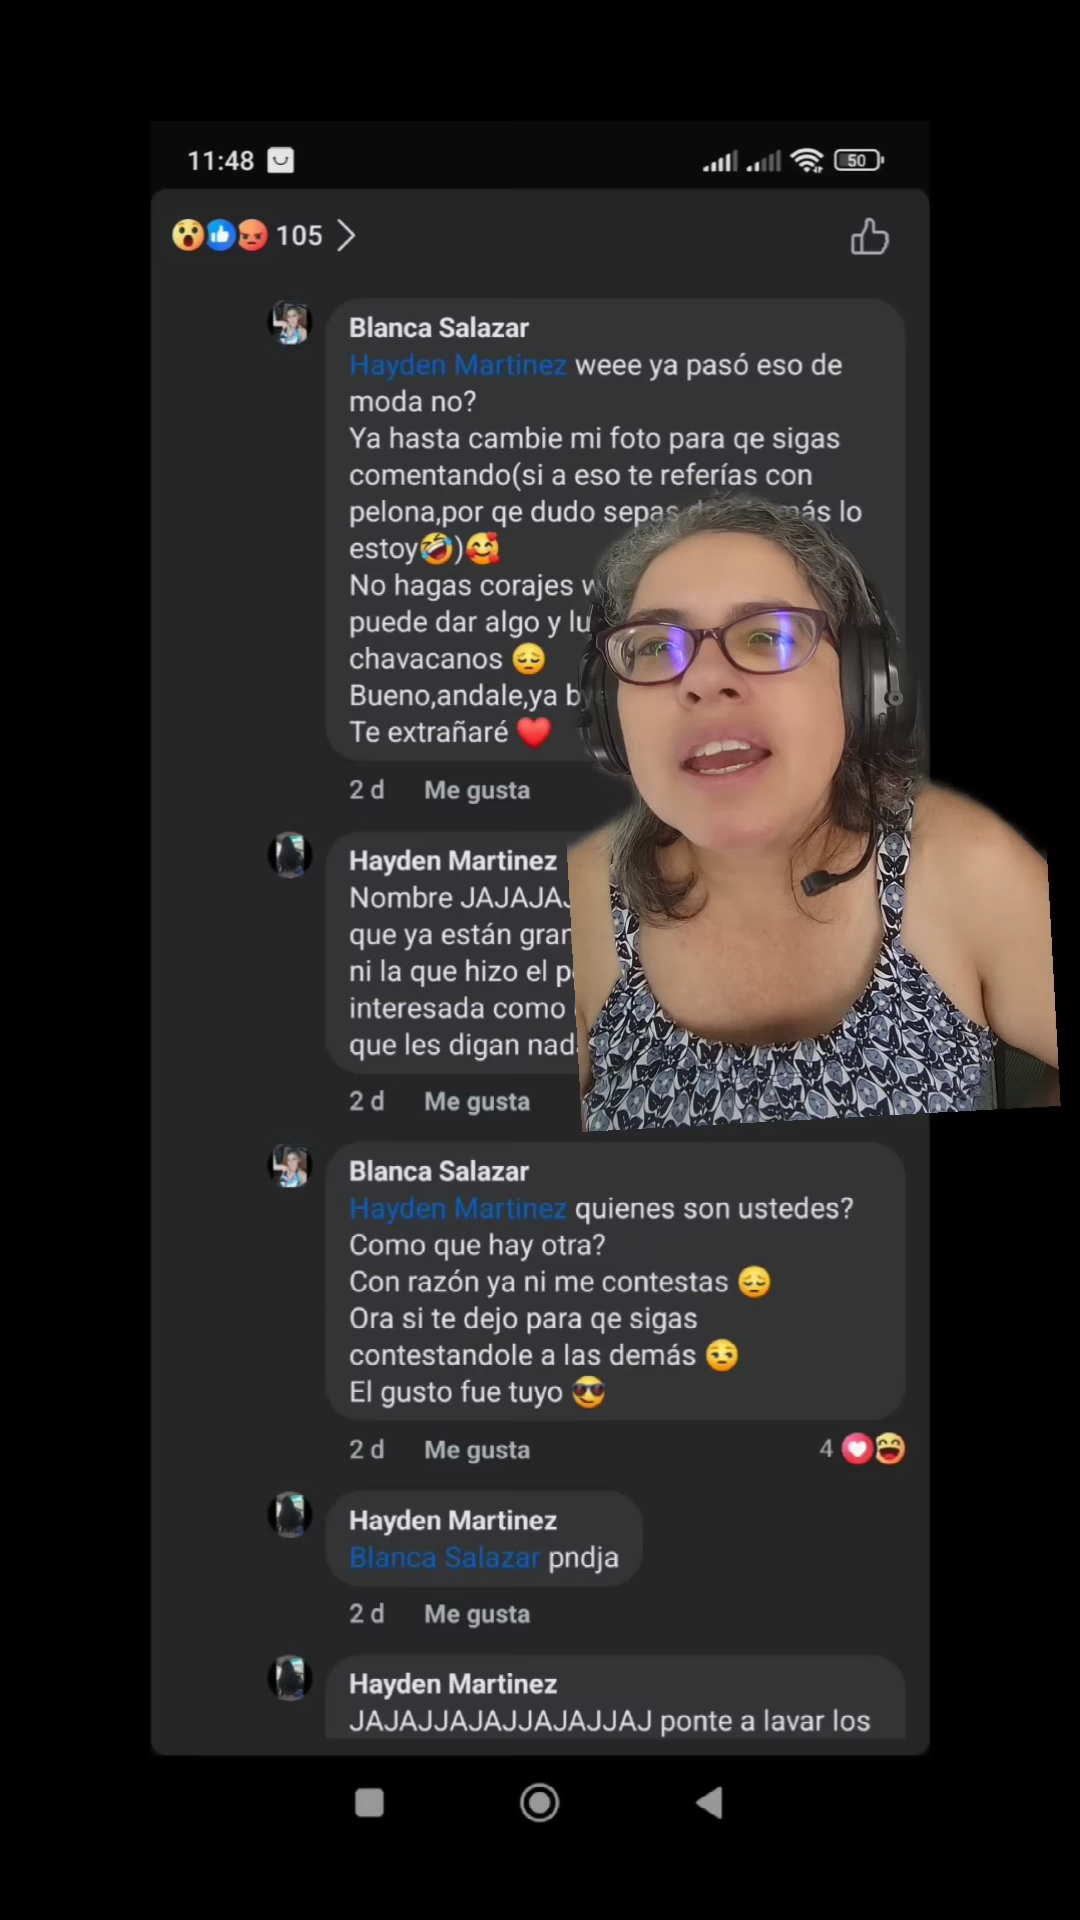 11:48
50
105
Blanca Salazar
Hayden Martinez weee ya pasó eso de
moda no?
Ya hasta cambie mi foto para qe sigas
comentando(si a eso te referías con
pelona,por qe dudo sepas más lo
estoy🤣)🥰
No hagas corajes
puede dar algo y
chavacanos 😔
Bueno,andale,ya
Te extrañaré ❤️
2 d Me gusta
Hayden Martinez
Nombre
que ya están
ni la que hizo el
interesada como
que les digan
2 d Me gusta
Blanca Salazar
Hayden Martinez quienes son ustedes?
Como que hay otra?
Con razón ya ni me contestas 😔
Ora si te dejo para qe sigas
contestandole a las demás 😒
El gusto fue tuyo 😎
2 d Me gusta 4
Hayden Martinez
Blanca Salazar pndja
2 d Me gusta
Hayden Martinez
JAJAJJAJAJJAJAJJAJ ponte a lavar los